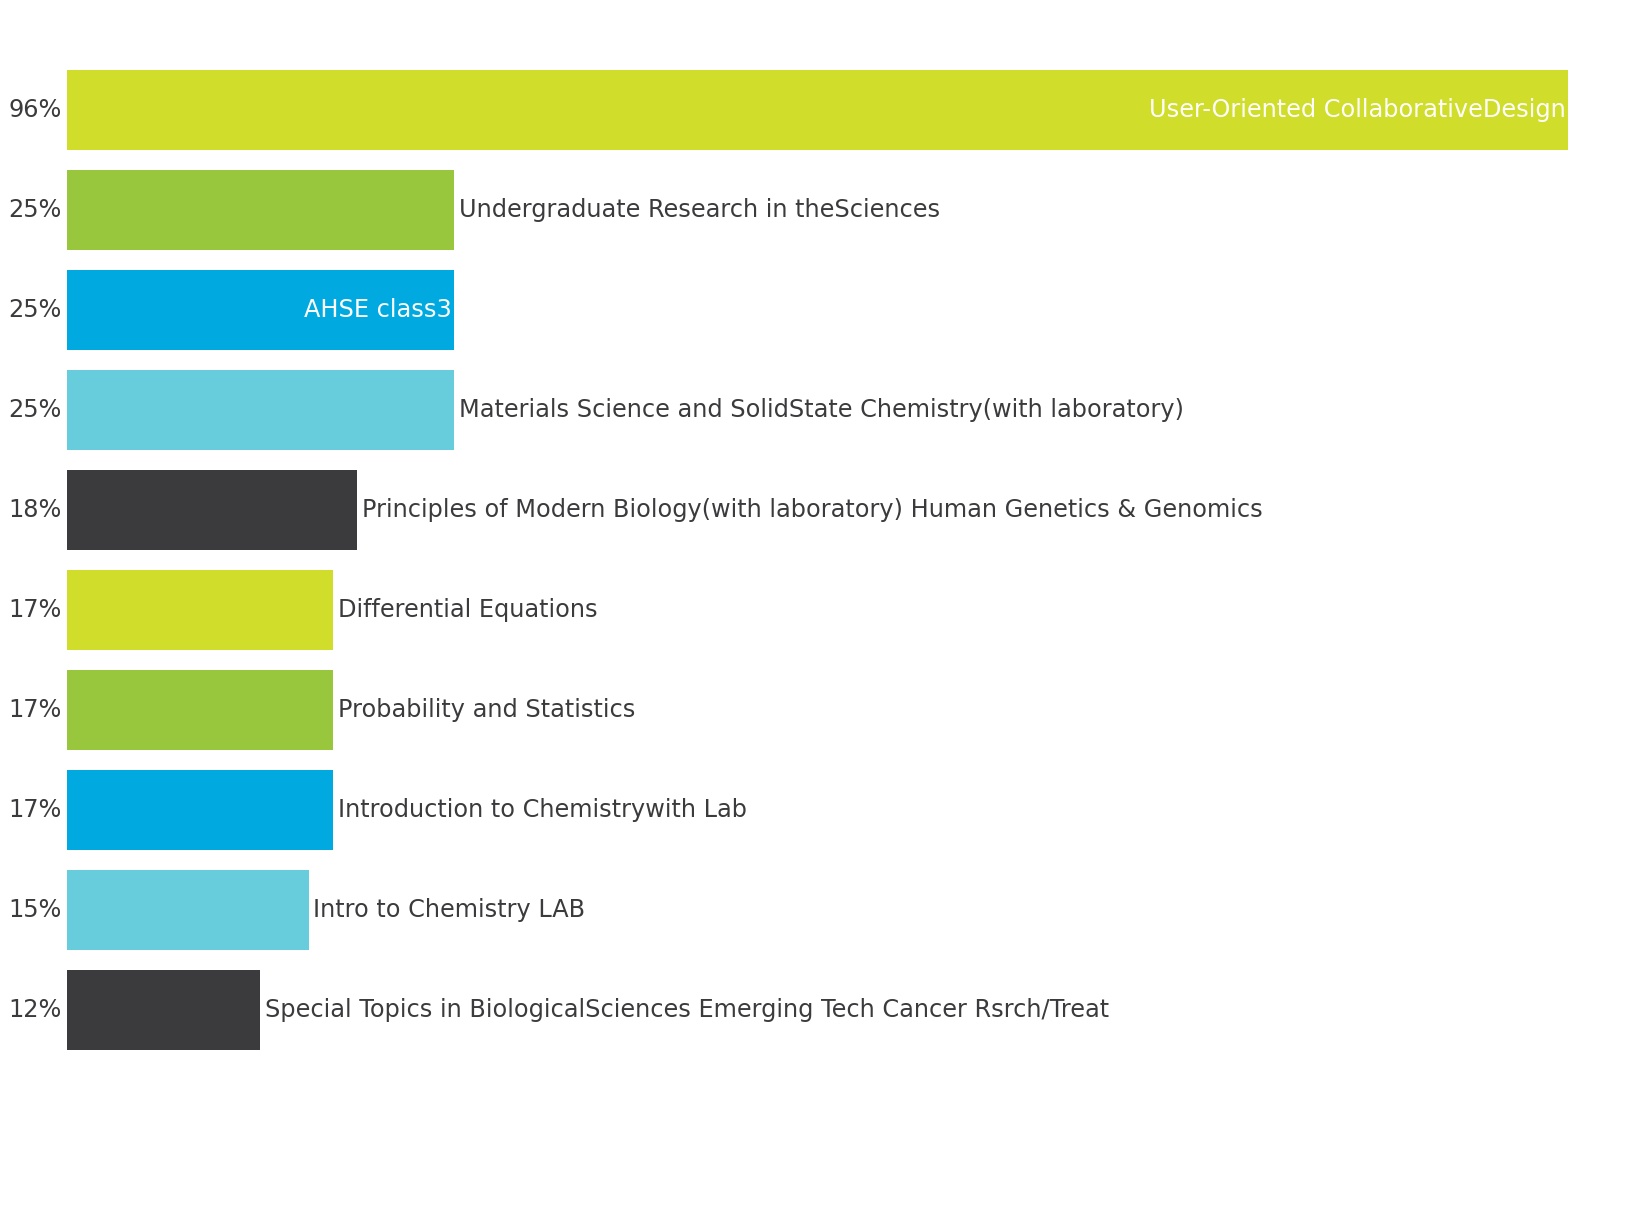 96% User-Oriented CollaborativeDesign
25% Undergraduate Research in theSciences
25% AHSE class3
25% Materials Science and SolidState Chemistry(with laboratory)
18% Principles of Modern Biology(with laboratory) Human Genetics & Genomics
17% Differential Equations
17% Probability and Statistics
17% Introduction to Chemistrywith Lab
15% Intro to Chemistry LAB
12% Special Topics in BiologicalSciences Emerging Tech Cancer Rsrch/Treat